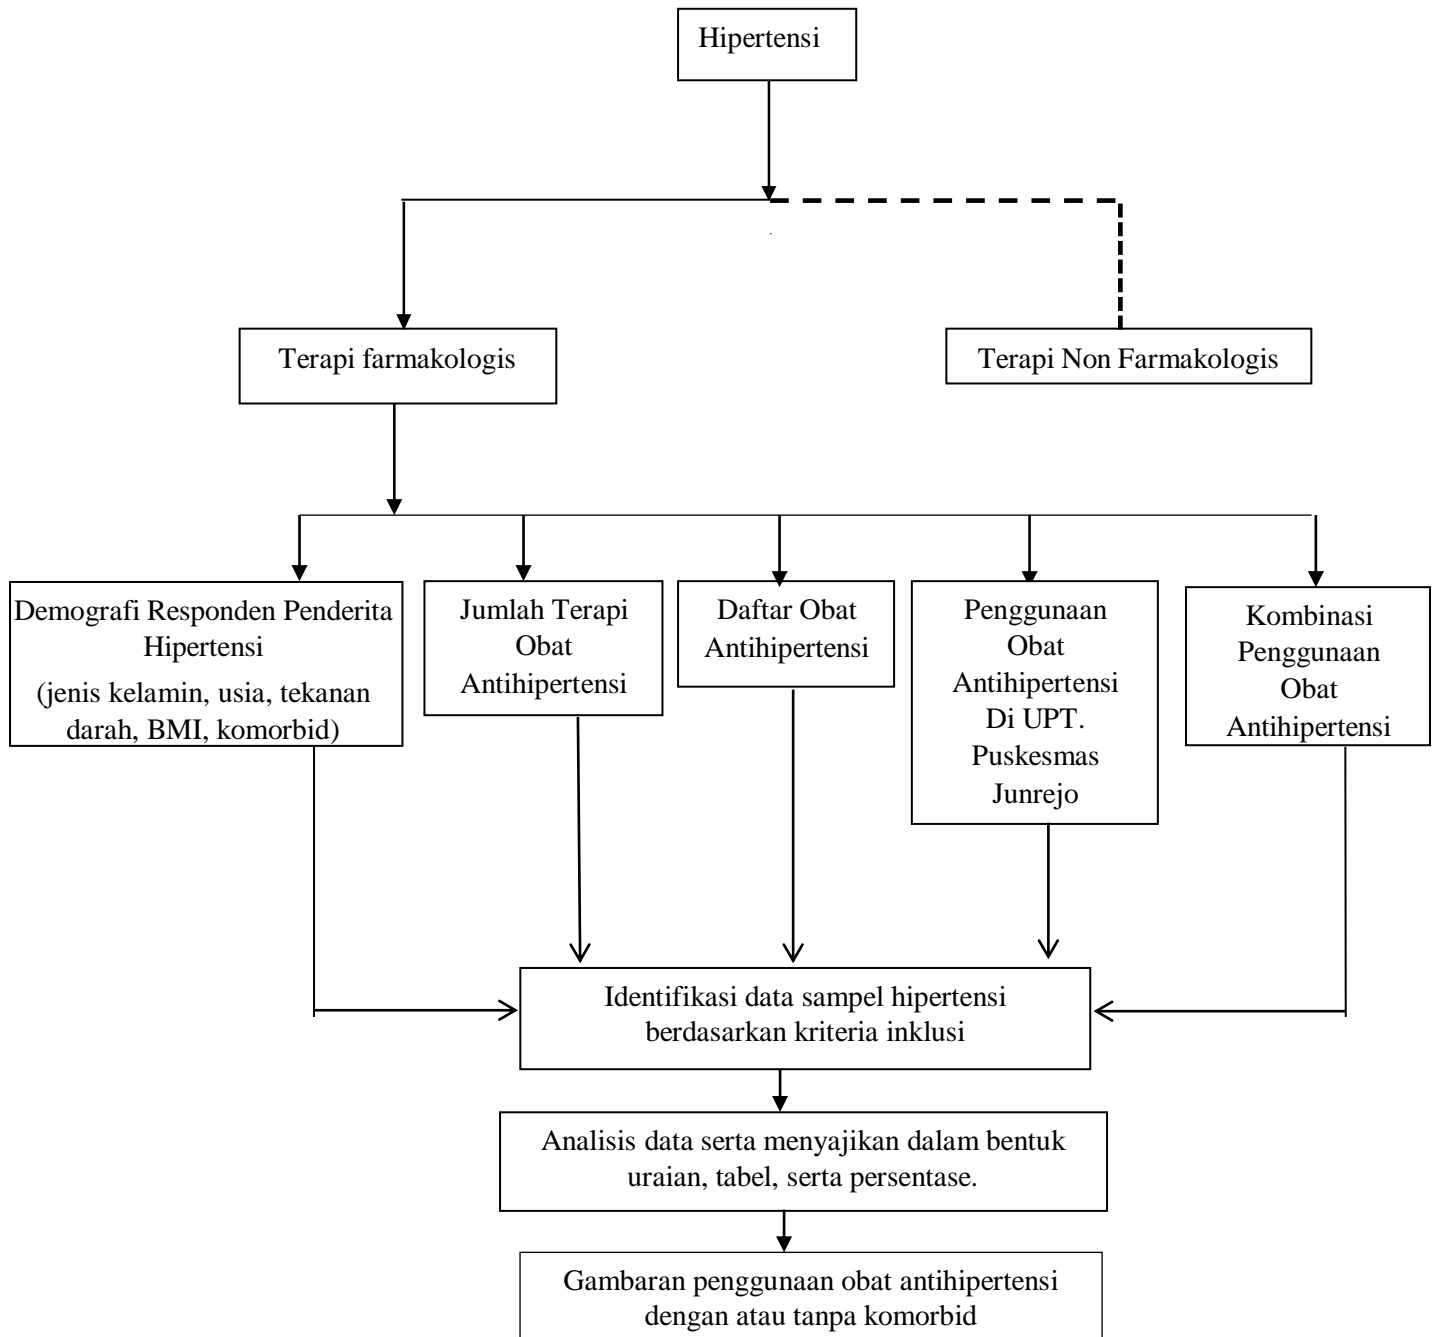 Hipertensi
Terapi farmakologis
Terapi Non Farmakologis
Demografi Responden Penderita
Hipertensi
(jenis kelamin, usia, tekanan
darah, BMI, komorbid)
Jumlah Terapi
Obat
Antihipertensi
Daftar Obat
Antihipertensi
Penggunaan
Obat
Antihipertensi
Di UPT.
Puskesmas
Junrejo
Kombinasi
Penggunaan
Obat
Antihipertensi
Identifikasi data sampel hipertensi
berdasarkan kriteria inklusi
Analisis data serta menyajikan dalam bentuk
uraian, tabel, serta persentase.
Gambaran penggunaan obat antihipertensi
dengan atau tanpa komorbid